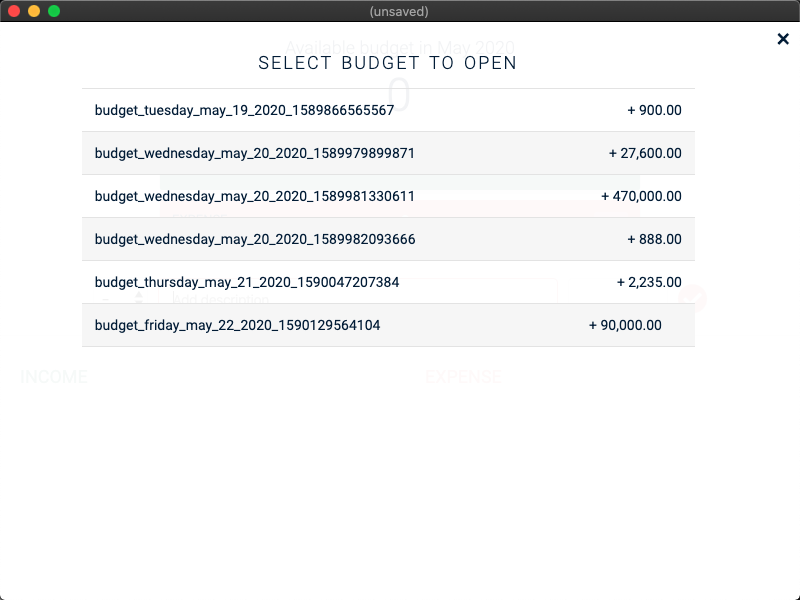 (unsaved)
Available budget in May 2020
SELECT BUDGET TO OPEN
0
budget_tuesday_may_19_2020_1589866565567 + 900.00
budget_wednesday_may_20_2020_1589979899871 + 27,600.00
budget_wednesday_may_20_2020_1589981330611 + 470,000.00
budget_wednesday_may_20_2020_1589982093666 + 888.00
budget_thursday_may_21_2020_1590047207384 + 2,235.00
Add description
budget_friday_may_22_2020_1590129564104 + 90,000.00
INCOME EXPENSE